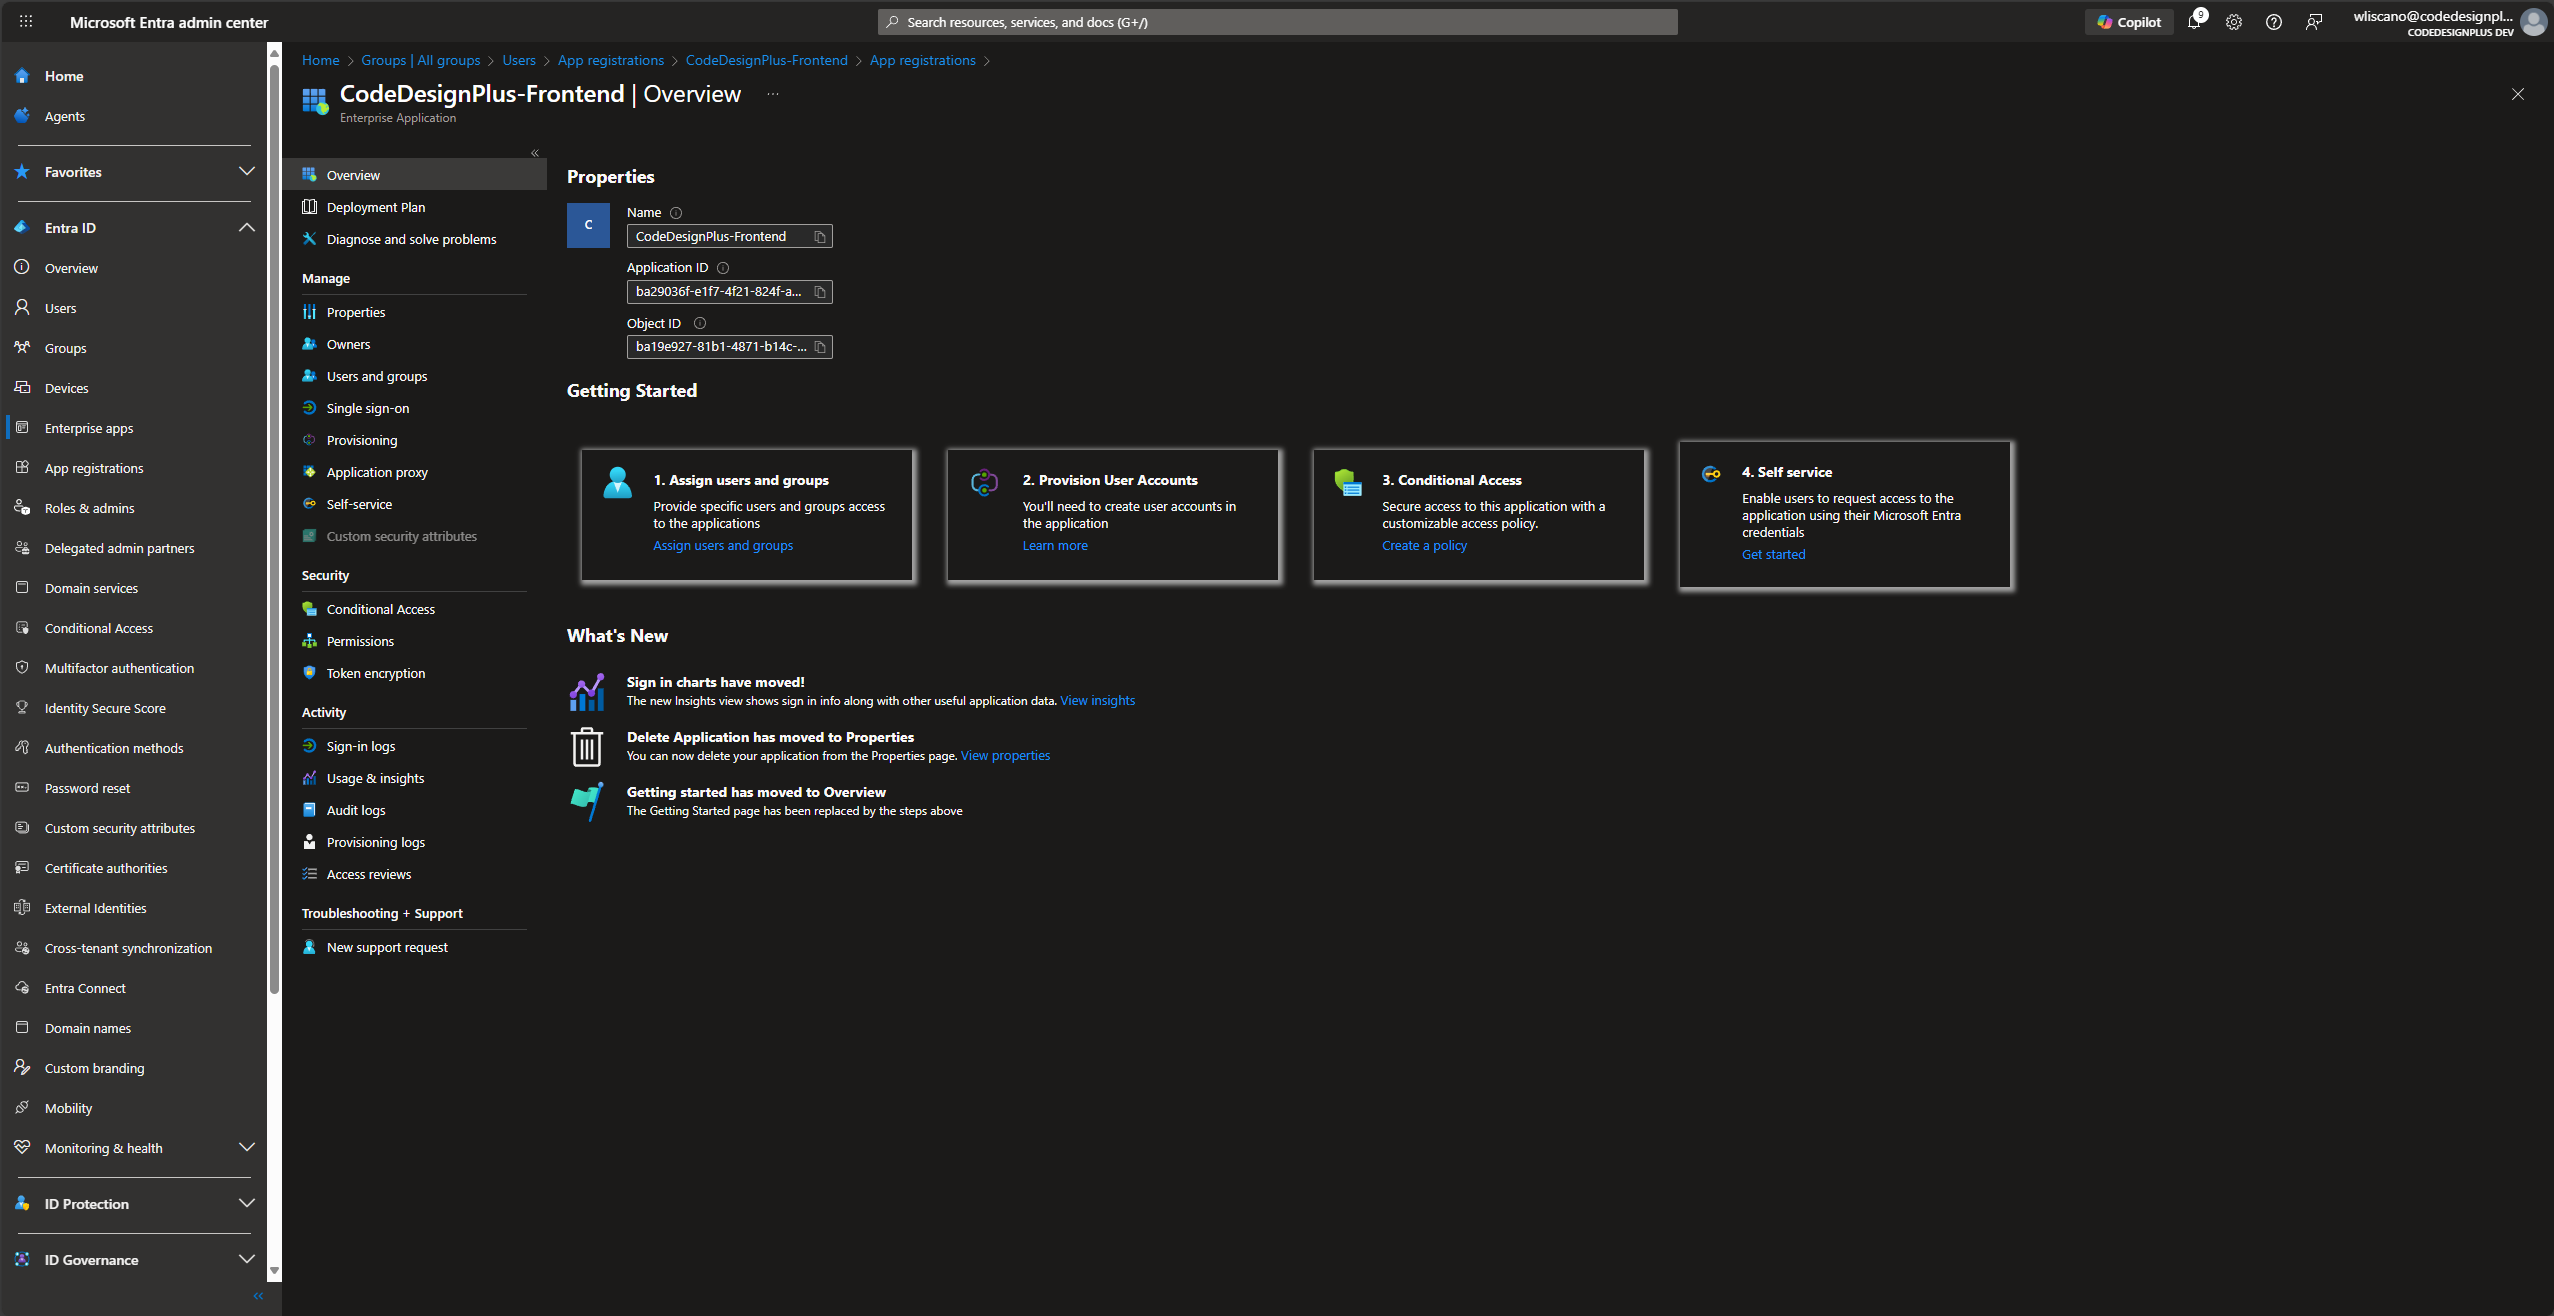 Microsoft Entra admin center
Search resources, services, and docs (G+/)
Copilot
9
wliscano@codedesignpl...
CODEDESIGNPLUS DEV
Home
Agents
Favorites
Entra ID
Overview
Users
Groups
Devices
Enterprise apps
App registrations
Roles & admins
Delegated admin partners
Domain services
Conditional Access
Multifactor authentication
Identity Secure Score
Authentication methods
Password reset
Custom security attributes
Certificate authorities
External Identities
Cross-tenant synchronization
Entra Connect
Domain names
Custom branding
Mobility
Monitoring & health
ID Protection
ID Governance
Home > Groups | All groups > Users > App registrations > CodeDesignPlus-Frontend > App registrations >
CodeDesignPlus-Frontend | Overview ...
Enterprise Application
Overview
Deployment Plan
Diagnose and solve problems
Manage
Properties
Owners
Users and groups
Single sign-on
Provisioning
Application proxy
Self-service
Custom security attributes
Security
Conditional Access
Permissions
Token encryption
Activity
Sign-in logs
Usage & insights
Audit logs
Provisioning logs
Access reviews
Troubleshooting + Support
New support request
Properties
C
Name
CodeDesignPlus-Frontend
Application ID
ba29036f-e1f7-4f21-824f-a...
Object ID
ba19e927-81b1-4871-b14c-...
Getting Started
1. Assign users and groups
Provide specific users and groups access
to the applications
Assign users and groups
2. Provision User Accounts
You'll need to create user accounts in
the application
Learn more
3. Conditional Access
Secure access to this application with a
customizable access policy.
Create a policy
4. Self service
Enable users to request access to the
application using their Microsoft Entra
credentials
Get started
What's New
Sign in charts have moved!
The new Insights view shows sign in info along with other useful application data. View insights
Delete Application has moved to Properties
You can now delete your application from the Properties page. View properties
Getting started has moved to Overview
The Getting Started page has been replaced by the steps above